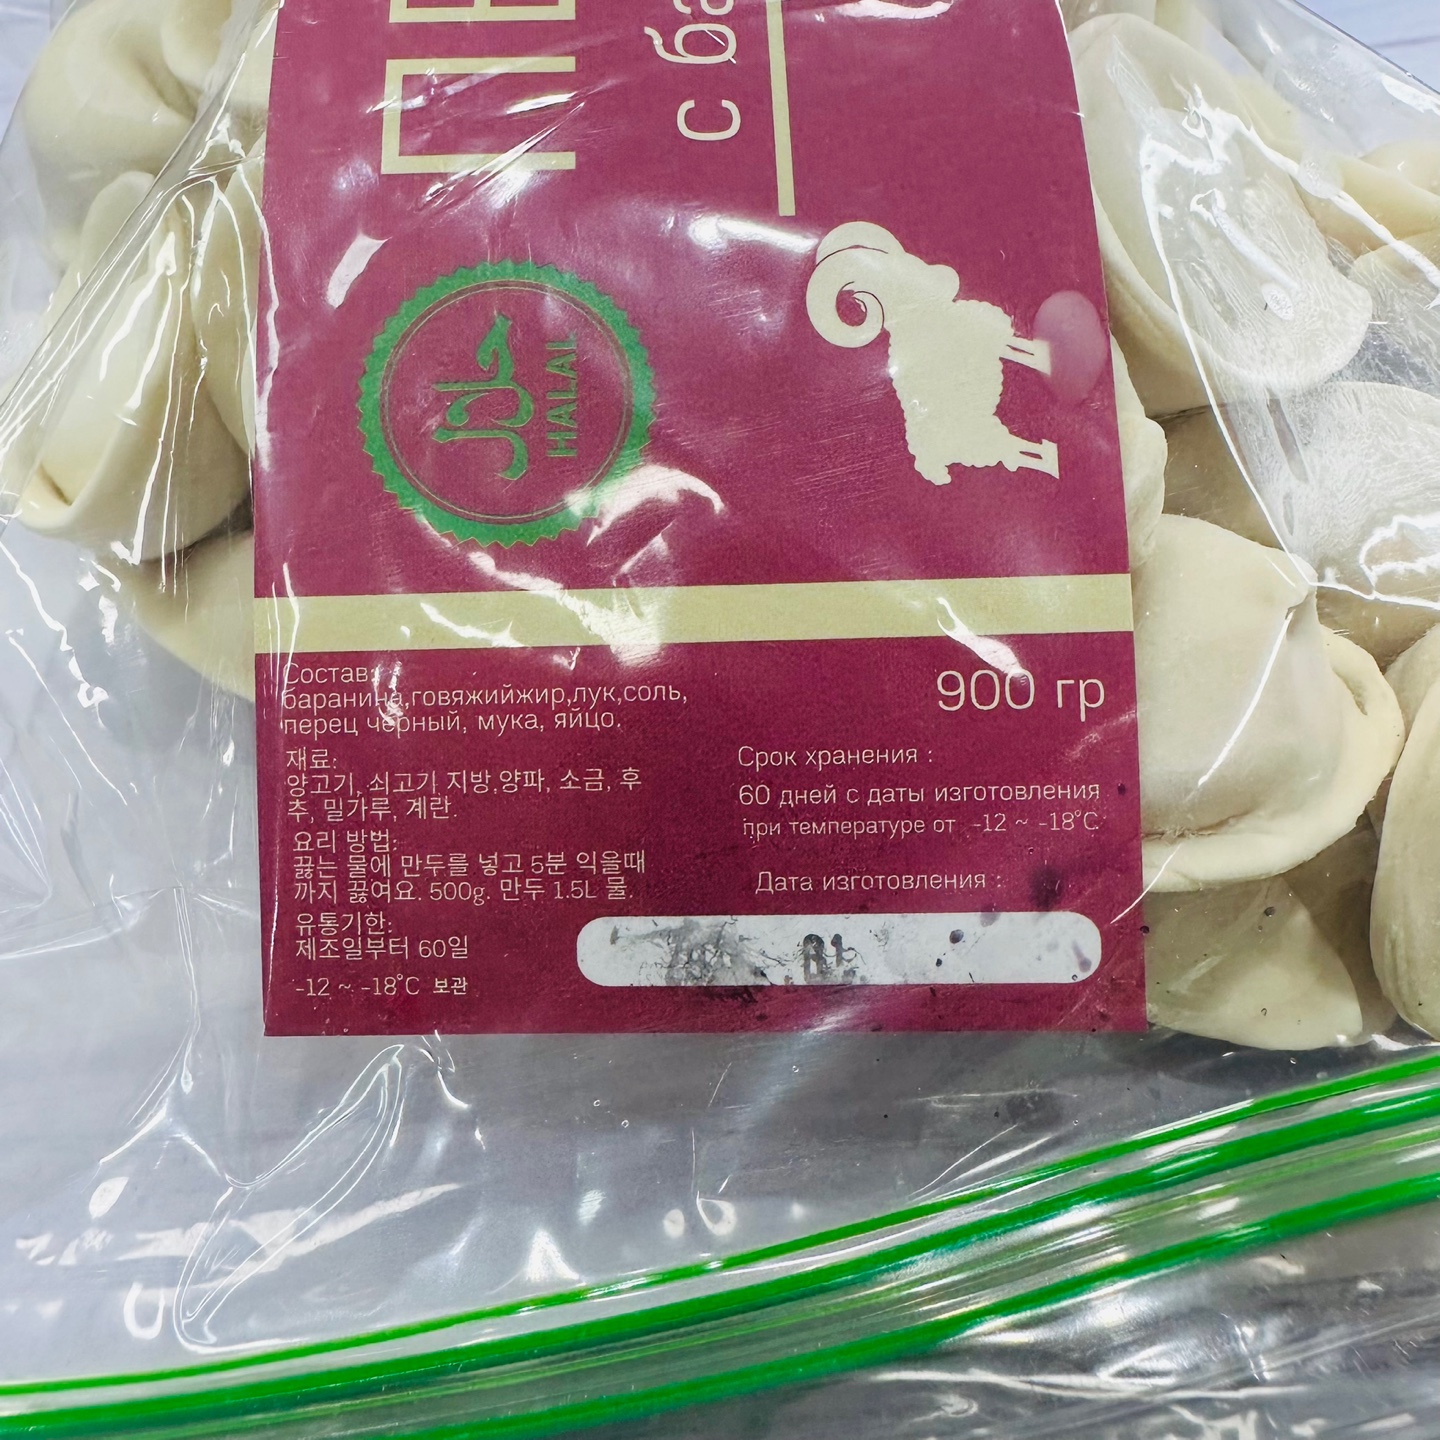 حلال
HALAL
Состав:
баранина,говяжийжир,лук,соль,
перец черный, мука, яйцо.
재료:
양고기, 쇠고기 지방,양파, 소금, 후
추, 밀가루, 계란.
요리 방법:
끓는 물에 만두를 넣고 5분 익을때
까지 끓여요. 500g. 만두 1.5L 물.
유통기한:
제조일부터 60일
-12 ~ -18°C 보관
900 гр
Срок хранения :
60 дней с даты изготовления
при температуре от -12 ~ -18°C
Дата изготовления :